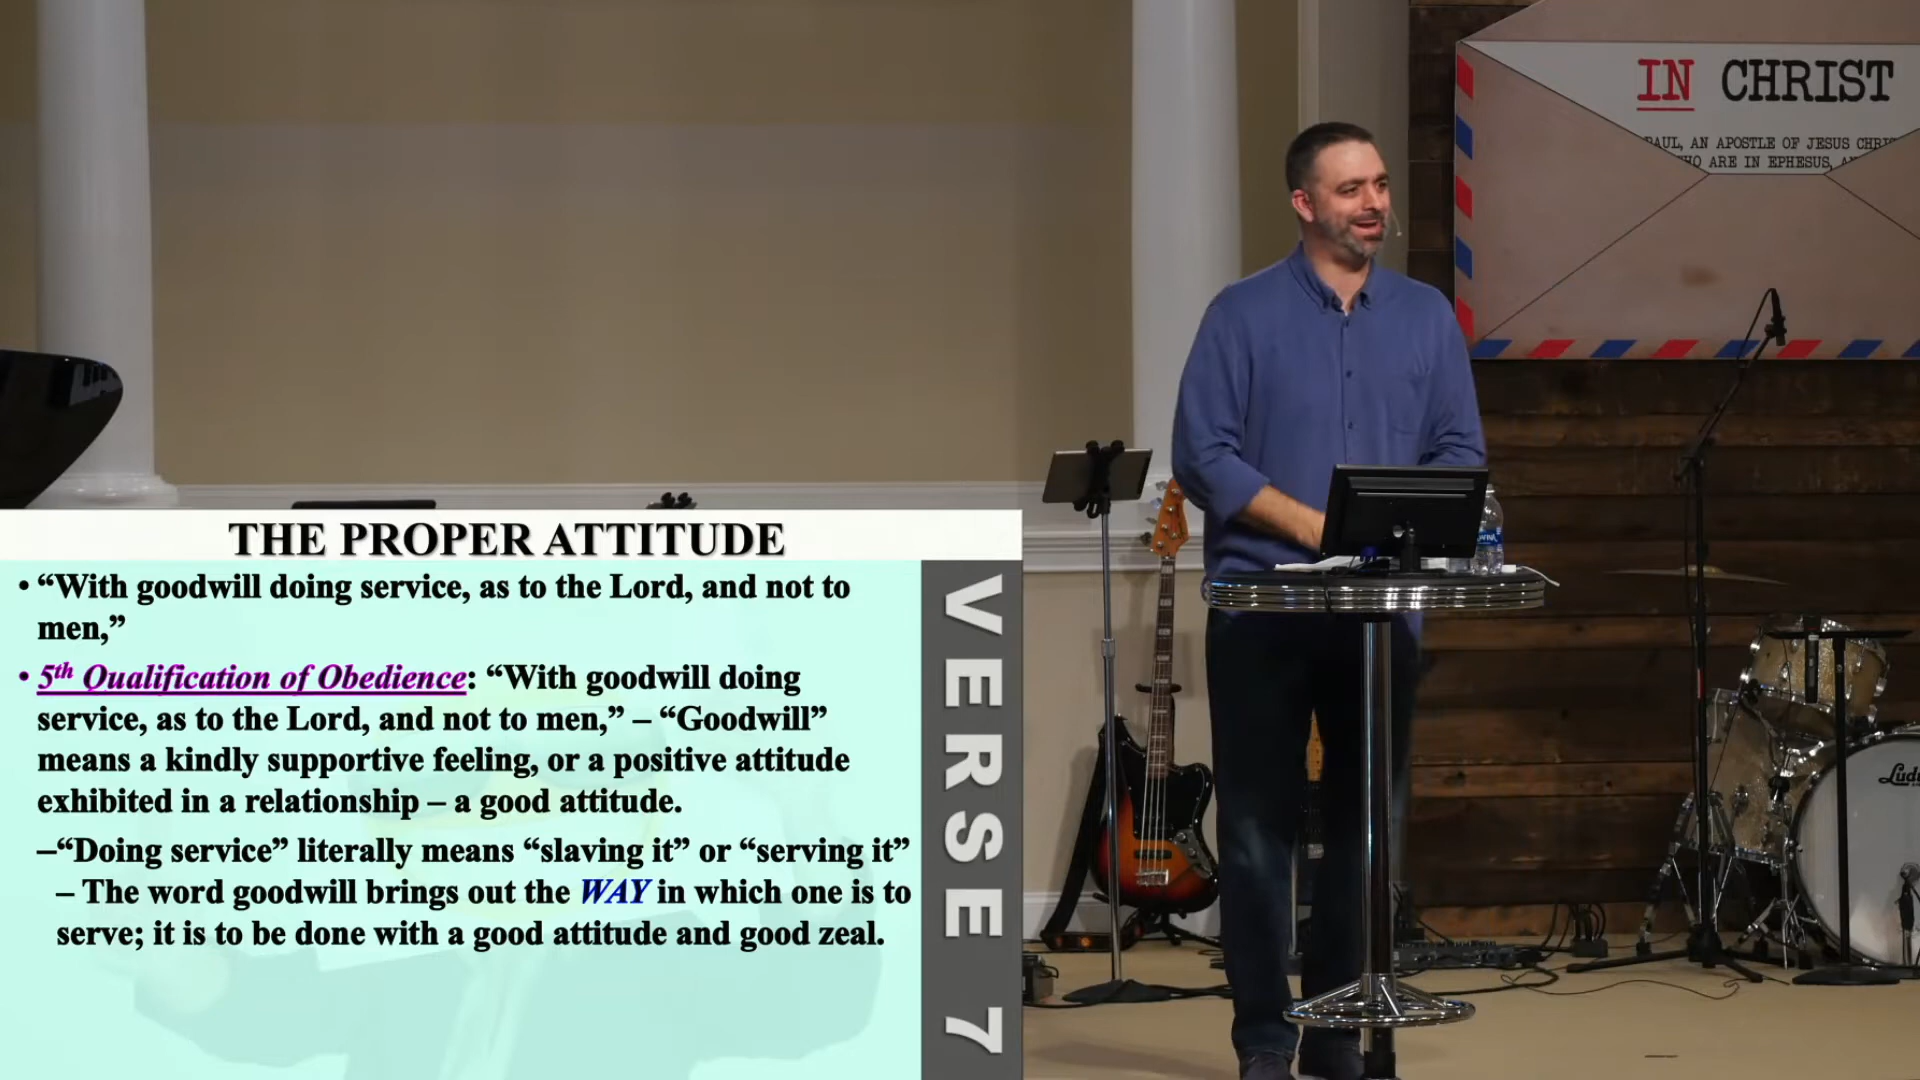 IN CHRIST
PAUL, AN APOSTLE OF JESUS
WHO ARE IN EPHESUS,
THE PROPER ATTITUDE
• “With goodwill doing service, as to the Lord, and not to
men,”
• 5th Qualification of Obedience: “With goodwill doing
service, as to the Lord, and not to men,” – “Goodwill”
means a kindly supportive feeling, or a positive attitude
exhibited in a relationship – a good attitude.
–“Doing service” literally means “slaving it” or “serving it”
– The word goodwill brings out the WAY in which one is to
serve; it is to be done with a good attitude and good zeal.
VERSE 7